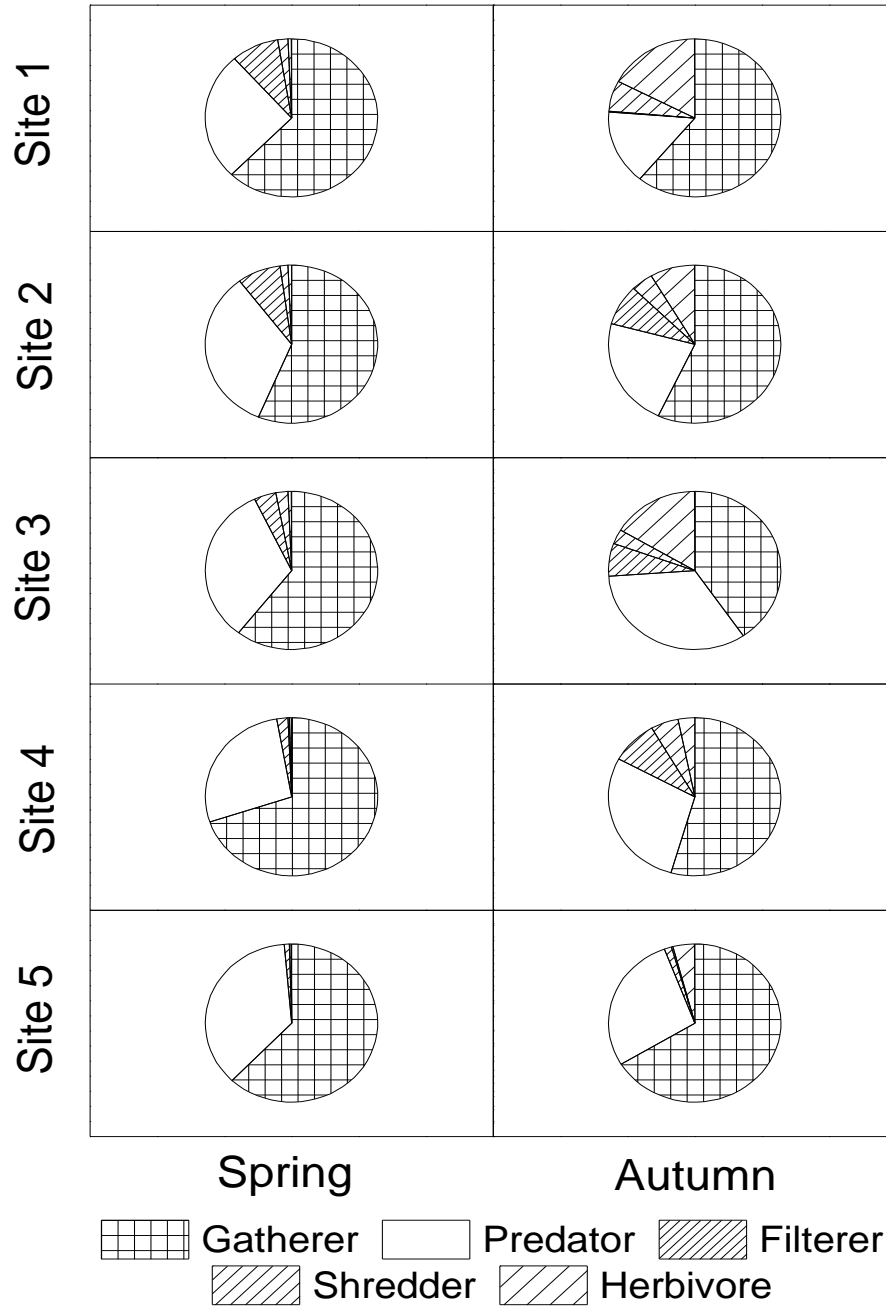 Site 1
Site 2
Site 3
Site 4
Site 5
Spring Autumn
Gatherer Predator Filterer
Shredder Herbivore